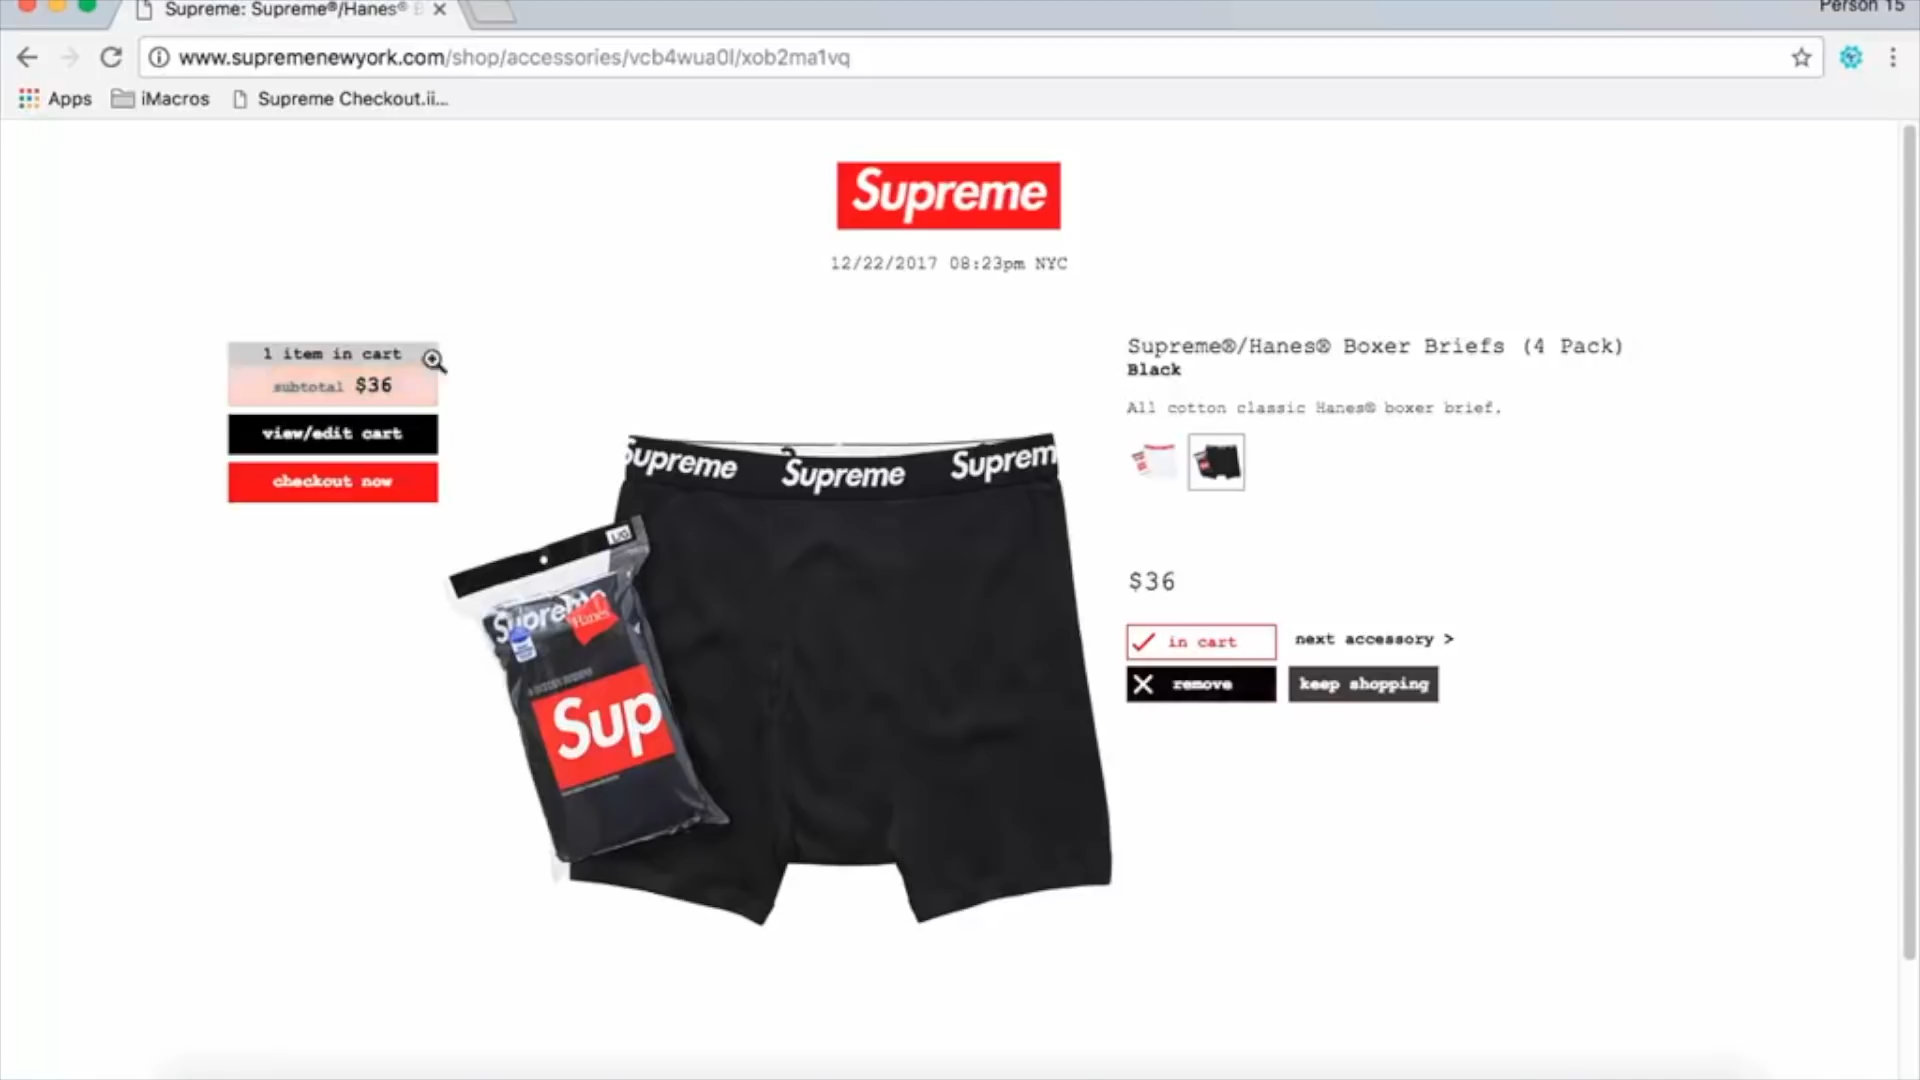 Person 15
Supreme: Supreme®/Hanes® B
www.supremenewyork.com/shop/accessories/vcb4wua0l/xob2ma1vq
Apps
iMacros
Supreme Checkout.ii...
Supreme
12/22/2017 08:23pm NYC
1 item in cart
subtotal $36
view/edit cart
checkout now
Supreme®/Hanes® Boxer Briefs (4 Pack)
Black
All cotton classic Hanes® boxer brief.
$36
in cart
next accessory >
remove
keep shopping
Supreme Supreme Suprem
Supreme
Hanes
Sup